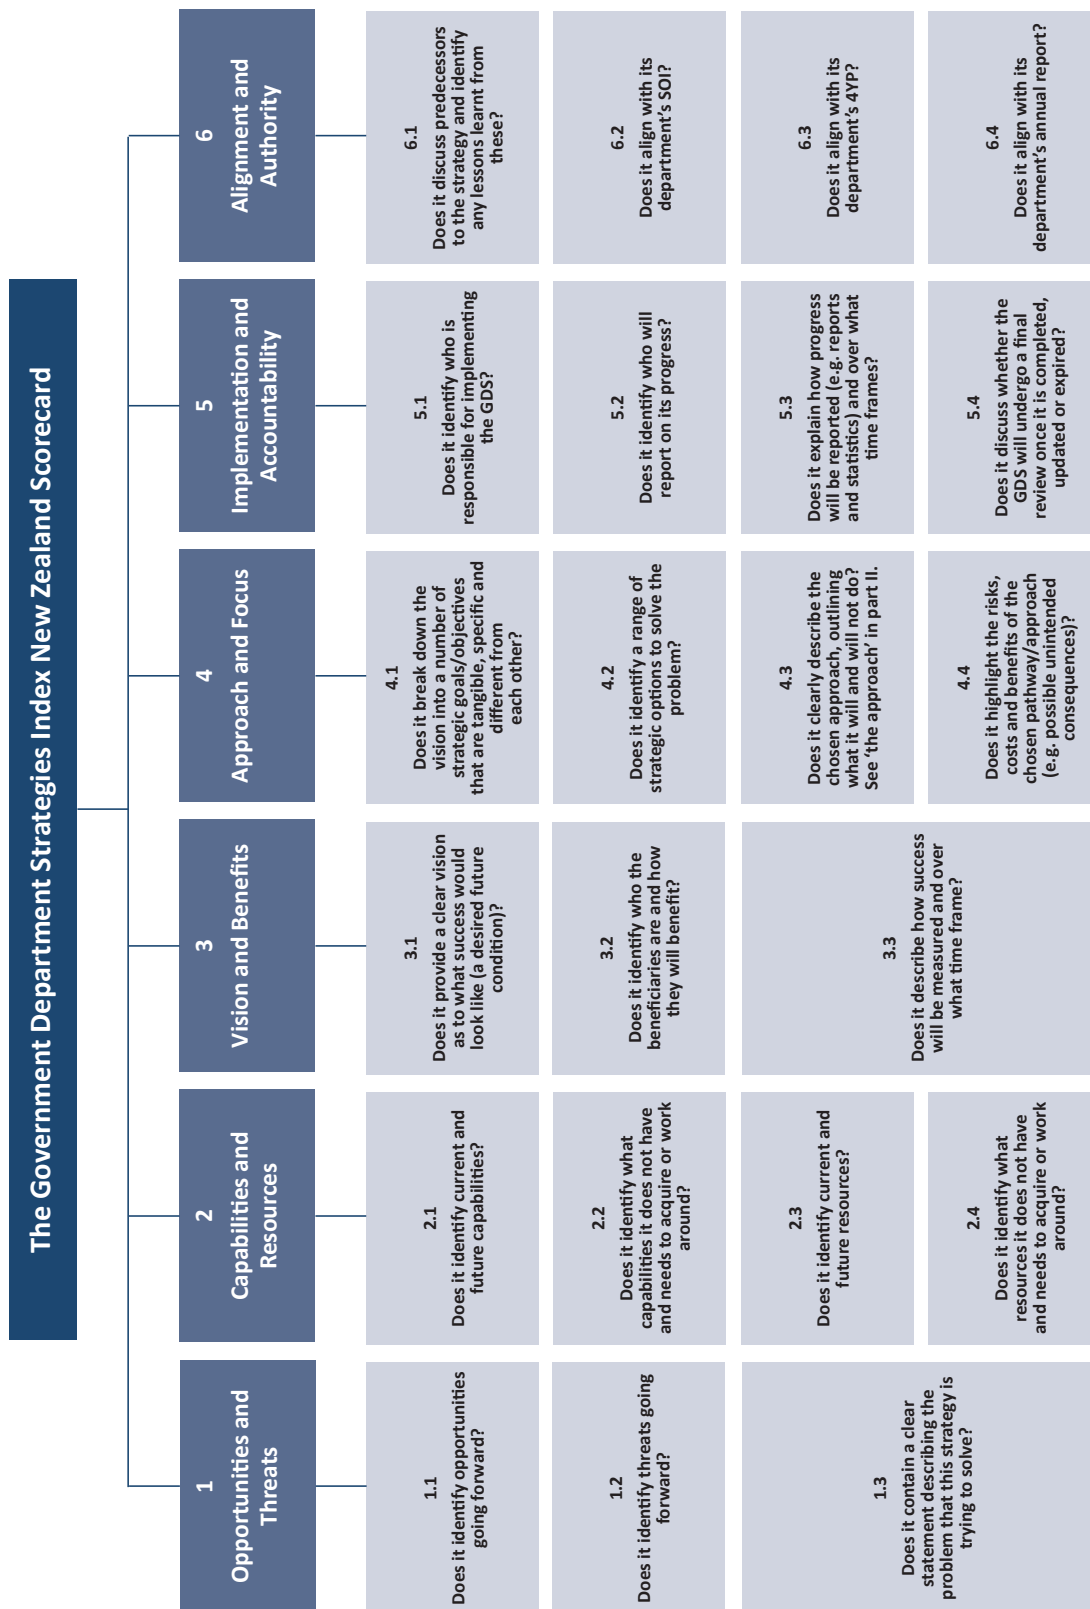 The Government Department Strategies Index New Zealand Scorecard
1
Opportunities and
Threats
1.1
Does it identify opportunities
going forward?
1.2
Does it identify threats going
forward?
1.3
Does it contain a clear
statement describing the
problem that this strategy is
trying to solve?
2
Capabilities and
Resources
2.1
Does it identify current and
future capabilities?
2.2
Does it identify what
capabilities it does not have
and needs to acquire or work
around?
2.3
Does it identify current and
future resources?
2.4
Does it identify what
resources it does not have
and needs to acquire or work
around?
3
Vision and Benefits
3.1
Does it provide a clear vision
as to what success would
look like (a desired future
condition)?
3.2
Does it identify who the
beneficiaries are and how
they will benefit?
3.3
Does it describe how success
will be measured and over
what time frame?
4
Approach and Focus
4.1
Does it break down the
vision into a number of
strategic goals/objectives
that are tangible, specific and
different from
each other?
4.2
Does it identify a range of
strategic options to solve the
problem?
4.3
Does it clearly describe the
chosen approach, outlining
what it will and will not do?
See ‘the approach’ in part II.
4.4
Does it highlight the risks,
costs and benefits of the
chosen pathway/approach
(e.g. possible unintended
consequences)?
5
Implementation and
Accountability
5.1
Does it identify who is
responsible for implementing
the GDS?
5.2
Does it identify who will
report on its progress?
5.3
Does it explain how progress
will be reported (e.g. reports
and statistics) and over what
time frames?
5.4
Does it discuss whether the
GDS will undergo a final
review once it is completed,
updated or expired?
6
Alignment and
Authority
6.1
Does it discuss predecessors
to the strategy and identify
any lessons learnt from
these?
6.2
Does it align with its
department’s SOI?
6.3
Does it align with its
department’s 4YP?
6.4
Does it align with its
department’s annual report?